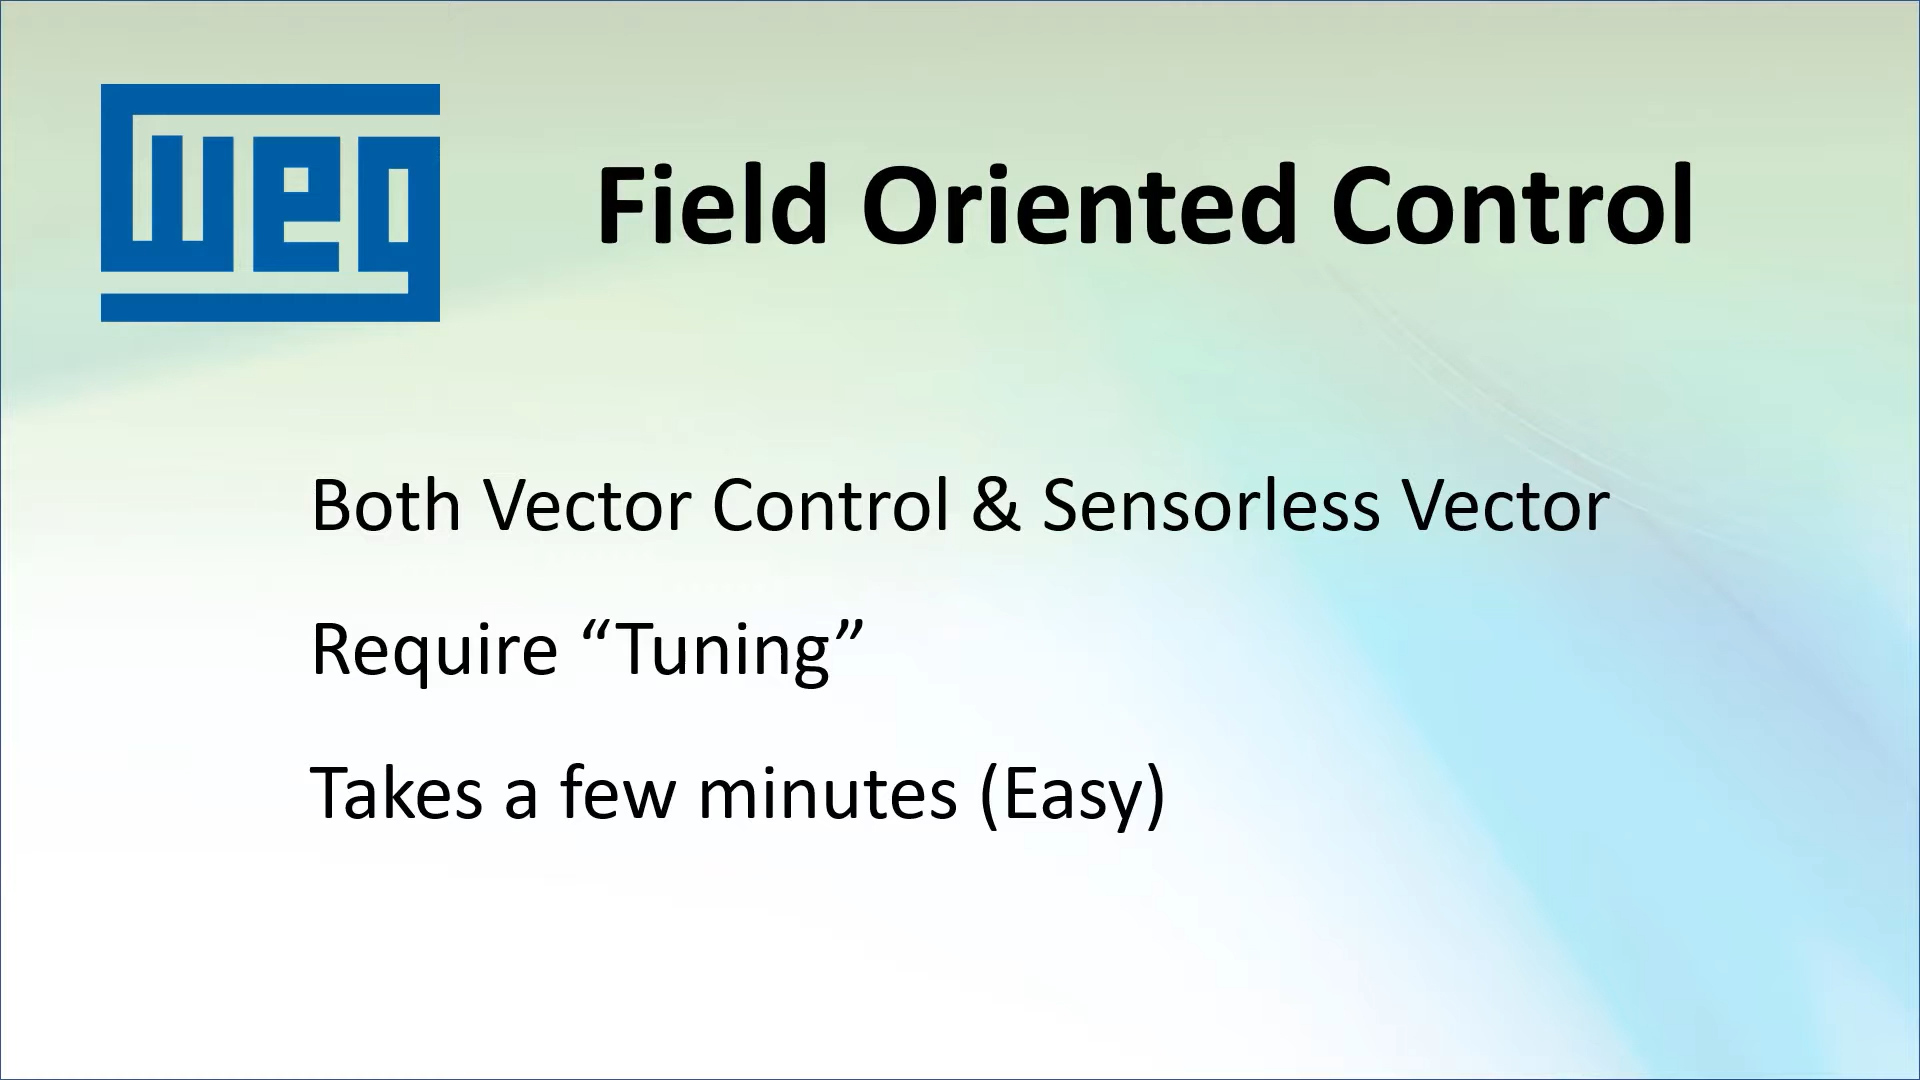 weg
Field Oriented Control
Both Vector Control & Sensorless Vector
Require “Tuning”
Takes a few minutes (Easy)